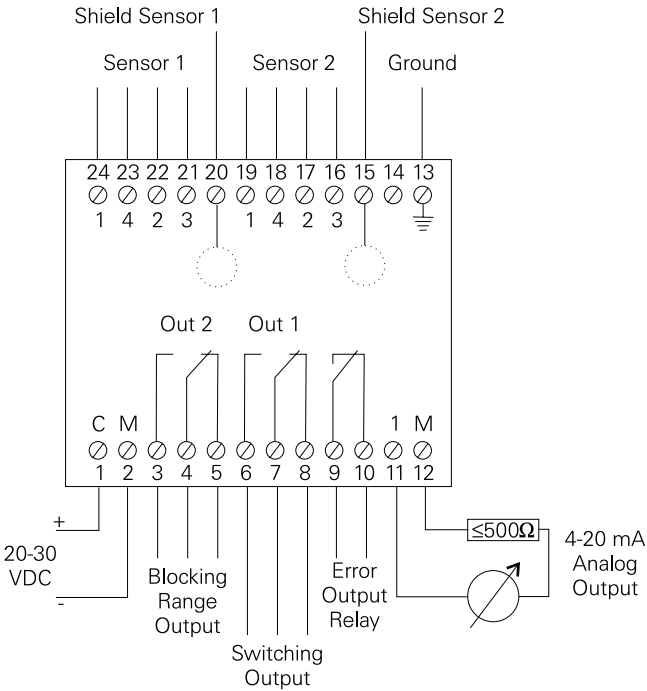 Shield Sensor 1 Shield Sensor 2
Sensor 1 Sensor 2 Ground
24 23 22 21 20 19 18 17 16 15 14 13
1 4 2 3 1 4 2 3
Out 2 Out 1
C M 1 M
1 2 3 4 5 6 7 8 9 10 11 12
+
20-30
VDC
-
Blocking
Range
Output
Switching
Output
Error
Output
Relay
≤500Ω
4-20 mA
Analog
Output